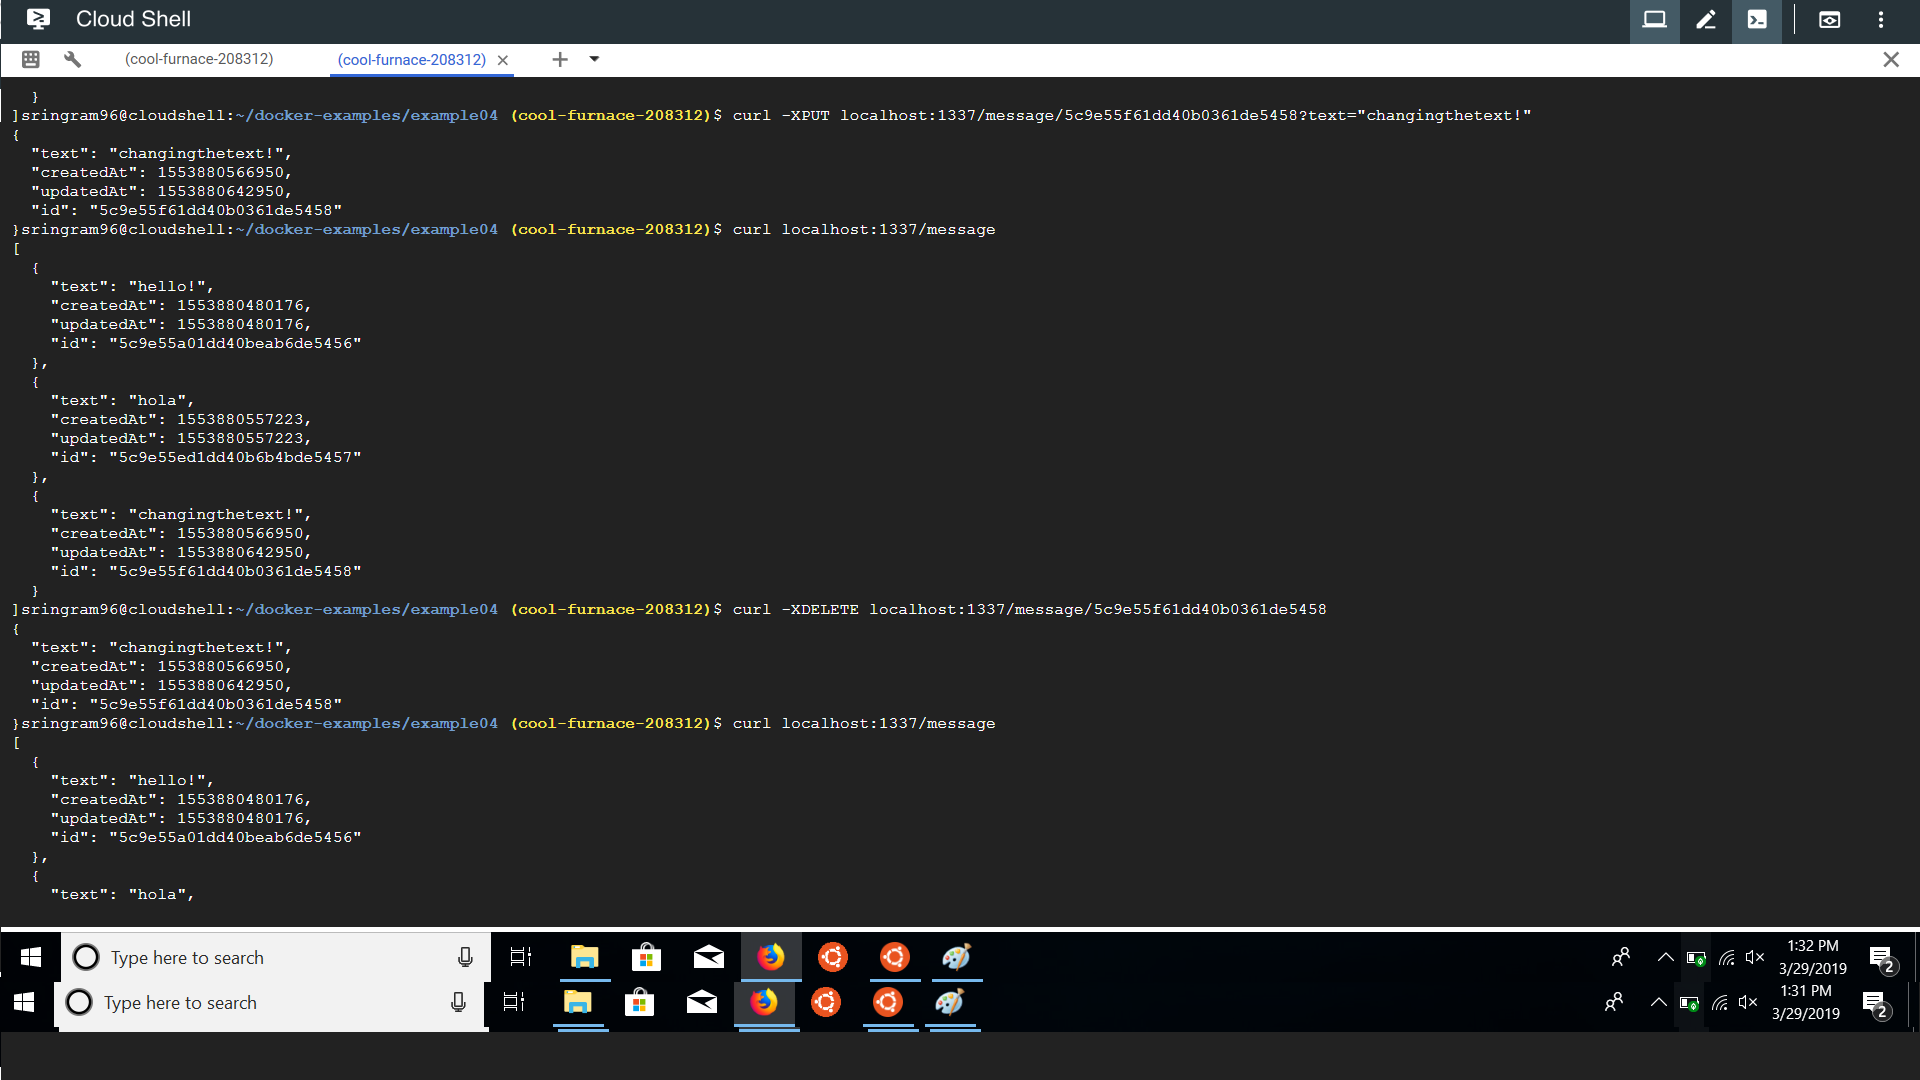 Cloud Shell
(cool-furnace-208312) (cool-furnace-208312)
}
]sringram96@cloudshell:~/docker-examples/example04 (cool-furnace-208312)$ curl -XPUT localhost:1337/message/5c9e55f61dd40b0361de5458?text="changingthetext!"
{
"text": "changingthetext!",
"createdAt": 1553880566950,
"updatedAt": 1553880642950,
"id": "5c9e55f61dd40b0361de5458"
}sringram96@cloudshell:~/docker-examples/example04 (cool-furnace-208312)$ curl localhost:1337/message
[
{
"text": "hello!",
"createdAt": 1553880480176,
"updatedAt": 1553880480176,
"id": "5c9e55a01dd40beab6de5456"
},
{
"text": "hola",
"createdAt": 1553880557223,
"updatedAt": 1553880557223,
"id": "5c9e55ed1dd40b6b4bde5457"
},
{
"text": "changingthetext!",
"createdAt": 1553880566950,
"updatedAt": 1553880642950,
"id": "5c9e55f61dd40b0361de5458"
}
]sringram96@cloudshell:~/docker-examples/example04 (cool-furnace-208312)$ curl -XDELETE localhost:1337/message/5c9e55f61dd40b0361de5458
{
"text": "changingthetext!",
"createdAt": 1553880566950,
"updatedAt": 1553880642950,
"id": "5c9e55f61dd40b0361de5458"
}sringram96@cloudshell:~/docker-examples/example04 (cool-furnace-208312)$ curl localhost:1337/message
[
{
"text": "hello!",
"createdAt": 1553880480176,
"updatedAt": 1553880480176,
"id": "5c9e55a01dd40beab6de5456"
},
{
"text": "hola",
Type here to search
1:32 PM
3/29/2019
2
Type here to search
1:31 PM
3/29/2019
2